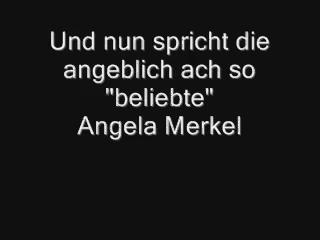 Und nun spricht die
angeblich ach so
"beliebte"
Angela Merkel